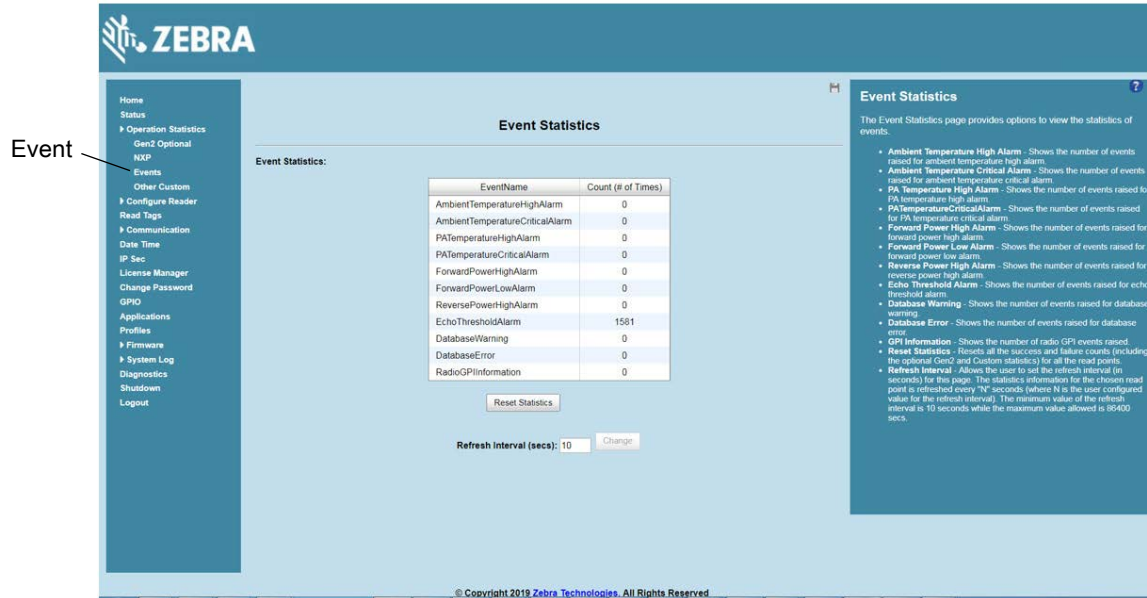 ZEBRA
Event
Home
Status
Operation Statistics
Gen2 Optional
NXP
Events
Other Custom
Configure Reader
Read Tags
Communication
Date Time
IP Sec
License Manager
Change Password
GPIO
Applications
Profiles
Firmware
System Log
Diagnostics
Shutdown
Logout
Event Statistics
Event Statistics:
EventName Count (# of Times)
AmbientTemperatureHighAlarm 0
AmbientTemperatureCriticalAlarm 0
PATemperatureHighAlarm 0
PATemperatureCriticalAlarm 0
ForwardPowerHighAlarm 0
ForwardPowerLowAlarm 0
ReversePowerHighAlarm 0
EchoThresholdAlarm 1581
DatabaseWarning 0
DatabaseError 0
RadioGPIInformation 0
Reset Statistics
Refresh Interval (secs): 10 Change
Event Statistics ?
The Event Statistics page provides options to view the statistics of
events.
• Ambient Temperature High Alarm - Shows the number of events
raised for ambient temperature high alarm.
• Ambient Temperature Critical Alarm - Shows the number of events
raised for ambient temperature critical alarm.
• PA Temperature High Alarm - Shows the number of events raised for
PA temperature high alarm.
• PATemperatureCriticalAlarm - Shows the number of events raised
for PA temperature critical alarm.
• Forward Power High Alarm - Shows the number of events raised for
forward power high alarm.
• Forward Power Low Alarm - Shows the number of events raised for
forward power low alarm.
• Reverse Power High Alarm - Shows the number of events raised for
reverse power high alarm.
• Echo Threshold Alarm - Shows the number of events raised for echo
threshold alarm.
• Database Warning - Shows the number of events raised for database
warning.
• Database Error - Shows the number of events raised for database
error.
• GPI Information - Shows the number of radio GPI events raised.
• Reset Statistics - Resets all the success and failure counts (including
the optional Gen2 and Custom statistics) for all the read points.
• Refresh Interval - Allows the user to set the refresh interval (in
seconds) for this page. The statistics information for the chosen read
point is refreshed every "N" seconds (where N is the user configured
value for the refresh interval). The minimum value of the refresh
interval is 10 seconds while the maximum value allowed is 86400
secs.
© Copyright 2019 Zebra Technologies. All Rights Reserved